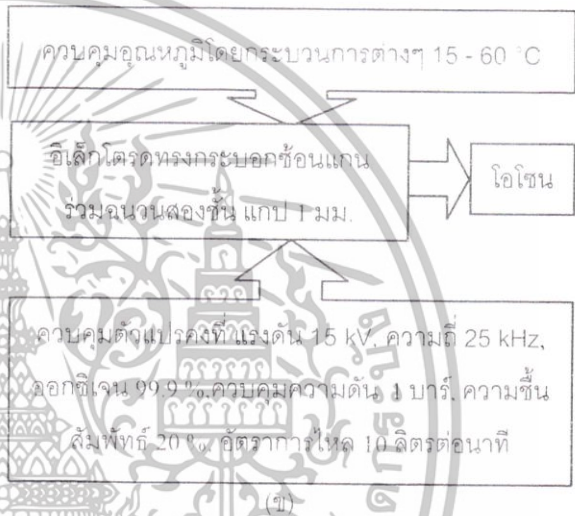 ควบคุมอุณหภูมิโดยกระบวนการต่างๆ 15 - 60 °C
อิเล็กโตรดทรงกระบอกซ้อนแกน
ร่วมฉนวนสองชั้น แกป 1 มม.
โอโซน
ควบคุมตัวแปรคงที่ แรงดัน 15 kV, ความถี่ 25 kHz,
ออกซิเจน 99.9 %,ควบคุมความดัน 1 บาร์, ความชื้น
สัมพัทธ์ 20 %, อัตราการไหล 10 ลิตรต่อนาที
(ข)